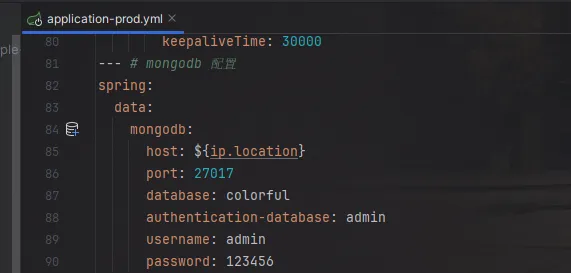 application-prod.yml
ple
80 keepaliveTime: 30000
81 --- # mongodb 配置
82 spring:
83 data:
84 mongodb:
85 host: ${ip.location}
86 port: 27017
87 database: colorful
88 authentication-database: admin
89 username: admin
90 password: 123456